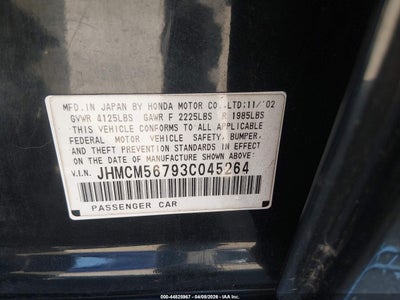 MFD.IN JAPAN BY HONDA MOTOR CO.,LTD:11/'02
GVWR 4125LBS GAWR F 2225LBS R 1985LBS
THIS VEHICLE CONFORMS TO ALL APPLICABLE
FEDERAL MOTOR VEHICLE SAFETY, BUMPER,
AND THEFT PREVENTION STANDARDS IN EFFECT
ON THE DATE OF MANUFACTURE SHOWN ABOVE.
V.I.N. JHMCM56793C045264
PASSENGER CAR
000-44825967 - 04/09/2026 - IAA Inc.